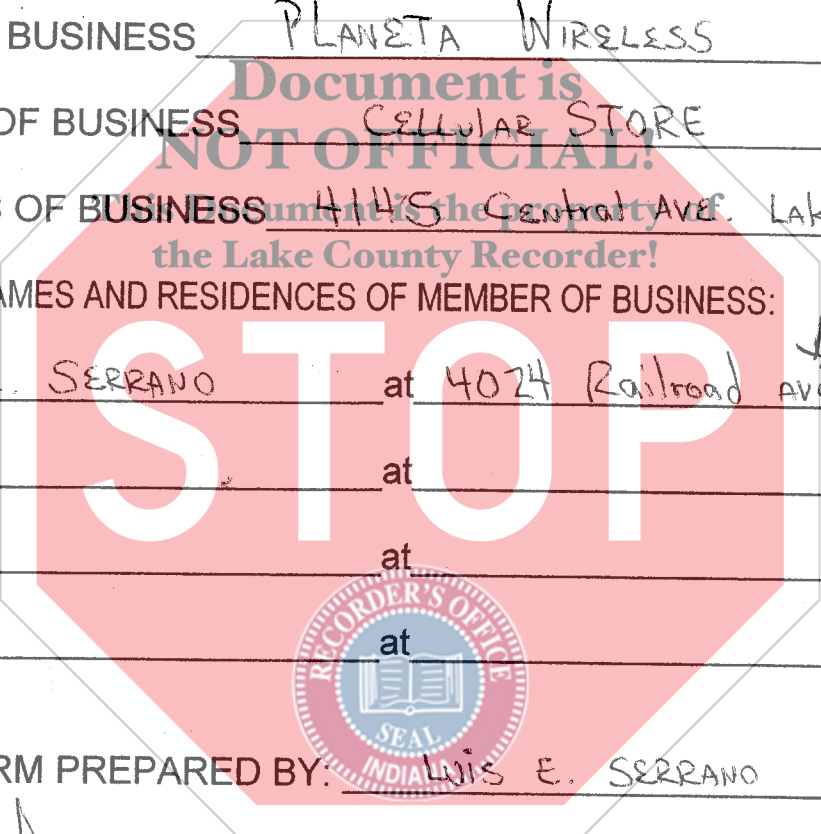 BUSINESS PLANETA WIRELESS
Document is
OF BUSINESS CELLULAR STORE
NOT OFFICIAL!
OF BUSINESS 4145 Central AVE. LAK
This Document is the property of
the Lake County Recorder!
AMES AND RESIDENCES OF MEMBER OF BUSINESS:
STOP
. SERRANO at 4024 Railroad AVE
at
at
at
RECORDER'S OFFICE
SEAL
INDIANA
RM PREPARED BY: LUIS E. SERRANO